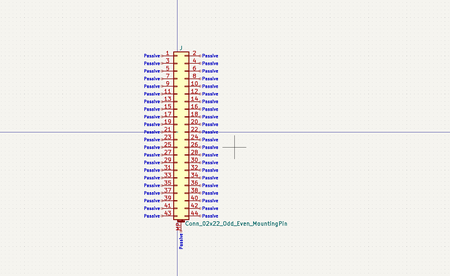 J
Passive 1 2 Passive
Passive 3 4 Passive
Passive 5 6 Passive
Passive 7 8 Passive
Passive 9 10 Passive
Passive 11 12 Passive
Passive 13 14 Passive
Passive 15 16 Passive
Passive 17 18 Passive
Passive 19 20 Passive
Passive 21 22 Passive
Passive 23 24 Passive
Passive 25 26 Passive
Passive 27 28 Passive
Passive 29 30 Passive
Passive 31 32 Passive
Passive 33 34 Passive
Passive 35 36 Passive
Passive 37 38 Passive
Passive 39 40 Passive
Passive 41 42 Passive
Passive 43 44 Passive
Conn_02x22_Odd_Even_MountingPin
Passive